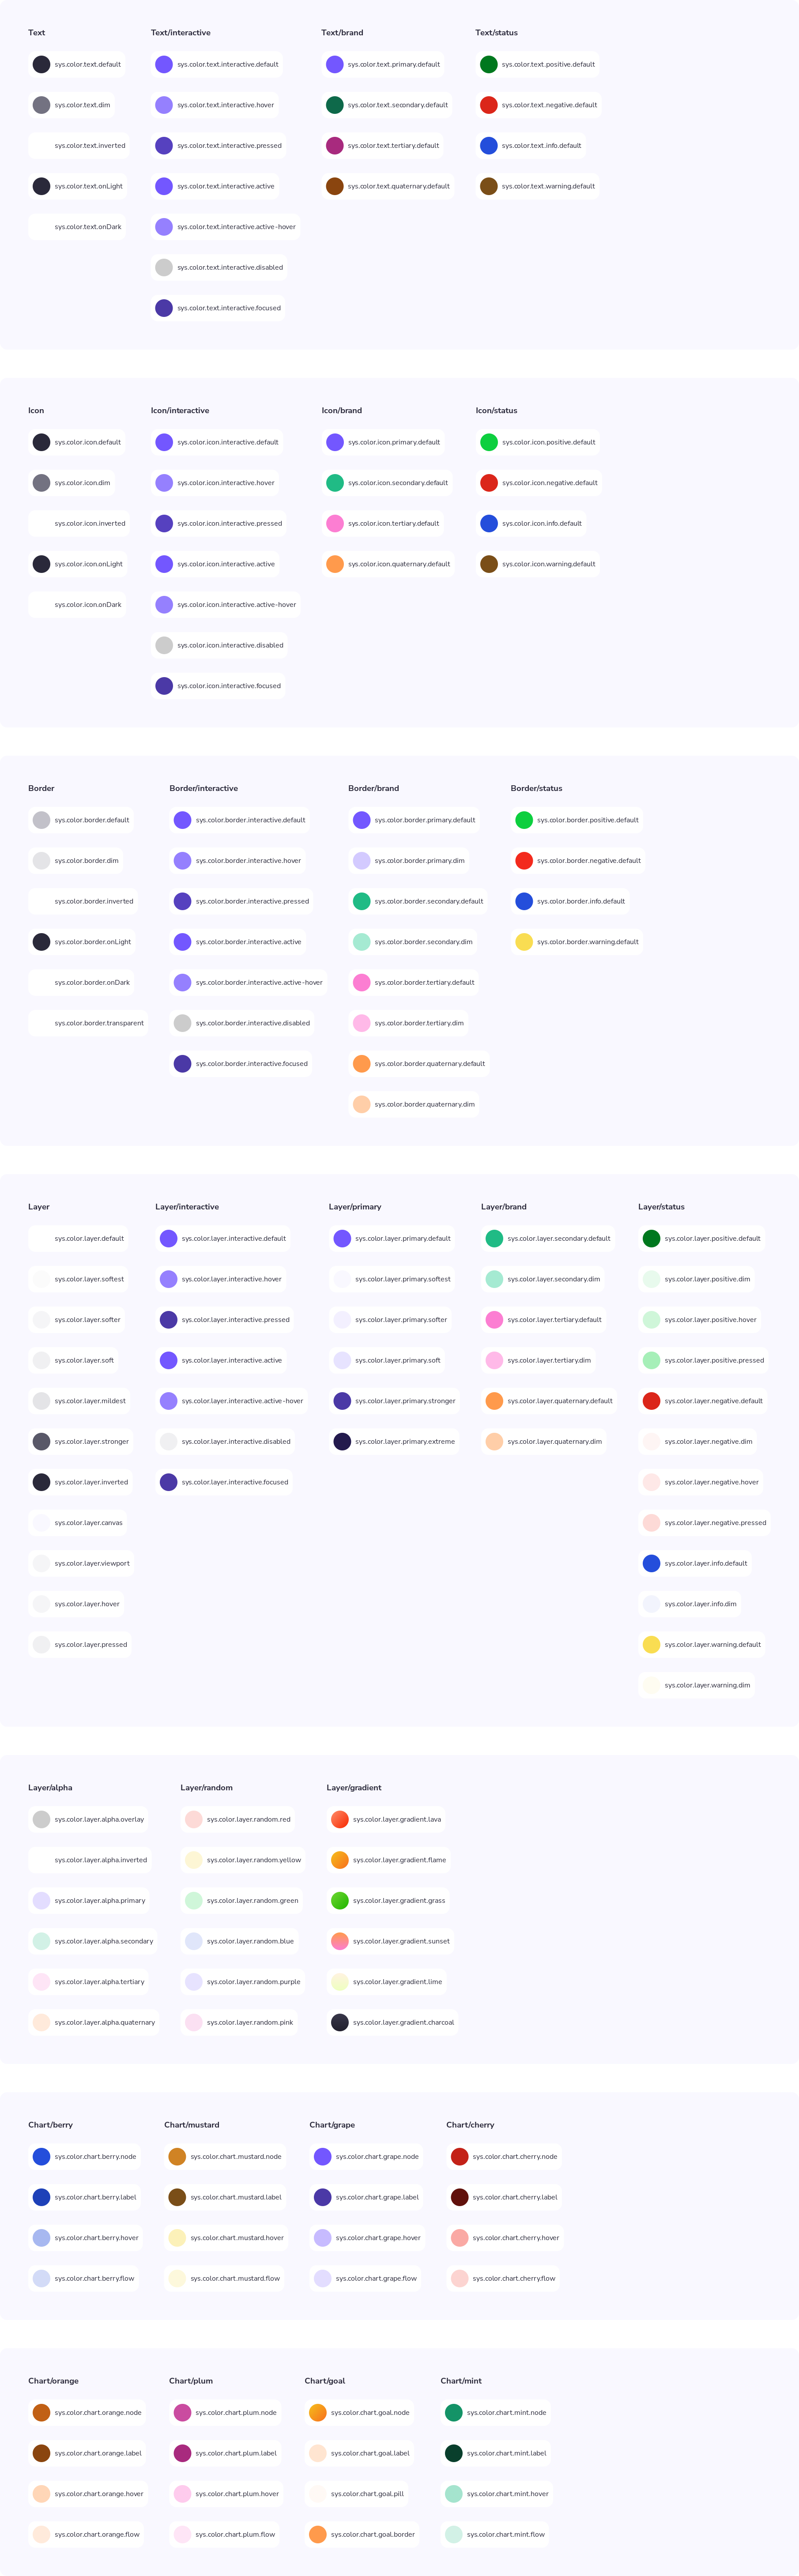 Text
sys.color.text.default
sys.color.text.dim
sys.color.text.inverted
sys.color.text.onLight
sys.color.text.onDark
Text/interactive
sys.color.text.interactive.default
sys.color.text.interactive.hover
sys.color.text.interactive.pressed
sys.color.text.interactive.active
sys.color.text.interactive.active-hover
sys.color.text.interactive.disabled
sys.color.text.interactive.focused
Text/brand
sys.color.text.primary.default
sys.color.text.secondary.default
sys.color.text.tertiary.default
sys.color.text.quaternary.default
Text/status
sys.color.text.positive.default
sys.color.text.negative.default
sys.color.text.info.default
sys.color.text.warning.default
Icon
sys.color.icon.default
sys.color.icon.dim
sys.color.icon.inverted
sys.color.icon.onLight
sys.color.icon.onDark
Icon/interactive
sys.color.icon.interactive.default
sys.color.icon.interactive.hover
sys.color.icon.interactive.pressed
sys.color.icon.interactive.active
sys.color.icon.interactive.active-hover
sys.color.icon.interactive.disabled
sys.color.icon.interactive.focused
Icon/brand
sys.color.icon.primary.default
sys.color.icon.secondary.default
sys.color.icon.tertiary.default
sys.color.icon.quaternary.default
Icon/status
sys.color.icon.positive.default
sys.color.icon.negative.default
sys.color.icon.info.default
sys.color.icon.warning.default
Border
sys.color.border.default
sys.color.border.dim
sys.color.border.inverted
sys.color.border.onLight
sys.color.border.onDark
sys.color.border.transparent
Border/interactive
sys.color.border.interactive.default
sys.color.border.interactive.hover
sys.color.border.interactive.pressed
sys.color.border.interactive.active
sys.color.border.interactive.active-hover
sys.color.border.interactive.disabled
sys.color.border.interactive.focused
Border/brand
sys.color.border.primary.default
sys.color.border.primary.dim
sys.color.border.secondary.default
sys.color.border.secondary.dim
sys.color.border.tertiary.default
sys.color.border.tertiary.dim
sys.color.border.quaternary.default
sys.color.border.quaternary.dim
Border/status
sys.color.border.positive.default
sys.color.border.negative.default
sys.color.border.info.default
sys.color.border.warning.default
Layer
sys.color.layer.default
sys.color.layer.softest
sys.color.layer.softer
sys.color.layer.soft
sys.color.layer.mildest
sys.color.layer.stronger
sys.color.layer.inverted
sys.color.layer.canvas
sys.color.layer.viewport
sys.color.layer.hover
sys.color.layer.pressed
Layer/interactive
sys.color.layer.interactive.default
sys.color.layer.interactive.hover
sys.color.layer.interactive.pressed
sys.color.layer.interactive.active
sys.color.layer.interactive.active-hover
sys.color.layer.interactive.disabled
sys.color.layer.interactive.focused
Layer/primary
sys.color.layer.primary.default
sys.color.layer.primary.softest
sys.color.layer.primary.softer
sys.color.layer.primary.soft
sys.color.layer.primary.stronger
sys.color.layer.primary.extreme
Layer/brand
sys.color.layer.secondary.default
sys.color.layer.secondary.dim
sys.color.layer.tertiary.default
sys.color.layer.tertiary.dim
sys.color.layer.quaternary.default
sys.color.layer.quaternary.dim
Layer/status
sys.color.layer.positive.default
sys.color.layer.positive.dim
sys.color.layer.positive.hover
sys.color.layer.positive.pressed
sys.color.layer.negative.default
sys.color.layer.negative.dim
sys.color.layer.negative.hover
sys.color.layer.negative.pressed
sys.color.layer.info.default
sys.color.layer.info.dim
sys.color.layer.warning.default
sys.color.layer.warning.dim
Layer/alpha
sys.color.layer.alpha.overlay
sys.color.layer.alpha.inverted
sys.color.layer.alpha.primary
sys.color.layer.alpha.secondary
sys.color.layer.alpha.tertiary
sys.color.layer.alpha.quaternary
Layer/random
sys.color.layer.random.red
sys.color.layer.random.yellow
sys.color.layer.random.green
sys.color.layer.random.blue
sys.color.layer.random.purple
sys.color.layer.random.pink
Layer/gradient
sys.color.layer.gradient.lava
sys.color.layer.gradient.flame
sys.color.layer.gradient.grass
sys.color.layer.gradient.sunset
sys.color.layer.gradient.lime
sys.color.layer.gradient.charcoal
Chart/berry
sys.color.chart.berry.node
sys.color.chart.berry.label
sys.color.chart.berry.hover
sys.color.chart.berry.flow
Chart/mustard
sys.color.chart.mustard.node
sys.color.chart.mustard.label
sys.color.chart.mustard.hover
sys.color.chart.mustard.flow
Chart/grape
sys.color.chart.grape.node
sys.color.chart.grape.label
sys.color.chart.grape.hover
sys.color.chart.grape.flow
Chart/cherry
sys.color.chart.cherry.node
sys.color.chart.cherry.label
sys.color.chart.cherry.hover
sys.color.chart.cherry.flow
Chart/orange
sys.color.chart.orange.node
sys.color.chart.orange.label
sys.color.chart.orange.hover
sys.color.chart.orange.flow
Chart/plum
sys.color.chart.plum.node
sys.color.chart.plum.label
sys.color.chart.plum.hover
sys.color.chart.plum.flow
Chart/goal
sys.color.chart.goal.node
sys.color.chart.goal.label
sys.color.chart.goal.pill
sys.color.chart.goal.border
Chart/mint
sys.color.chart.mint.node
sys.color.chart.mint.label
sys.color.chart.mint.hover
sys.color.chart.mint.flow